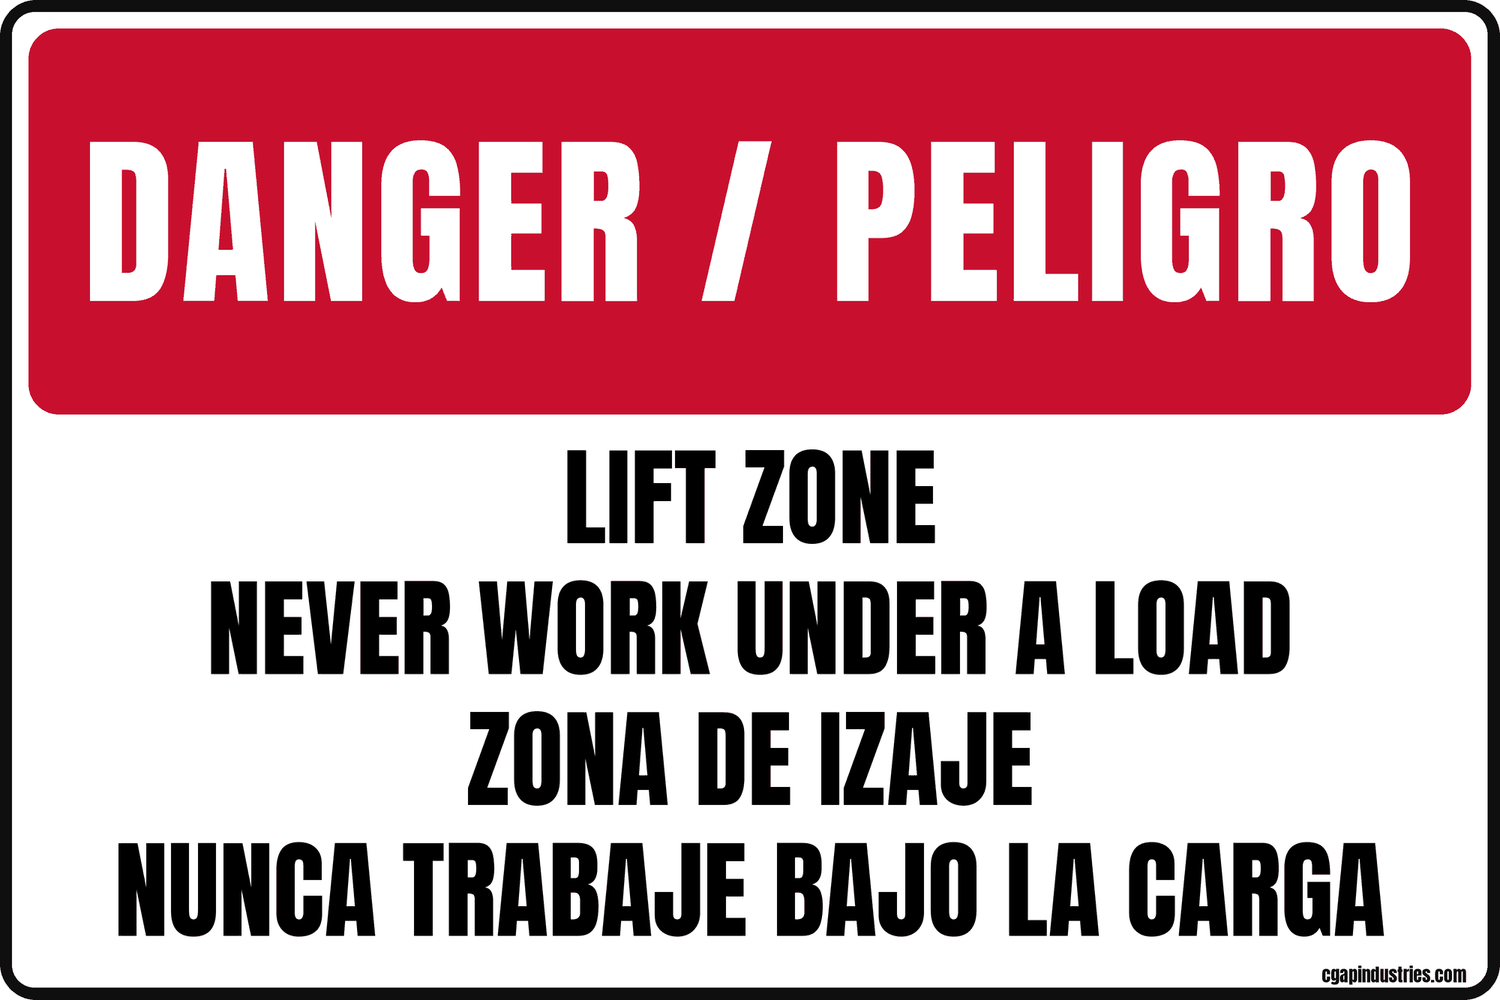 DANGER / PELIGRO
LIFT ZONE
NEVER WORK UNDER A LOAD
ZONA DE IZAJE
NUNCA TRABAJE BAJO LA CARGA
cgapindustries.com